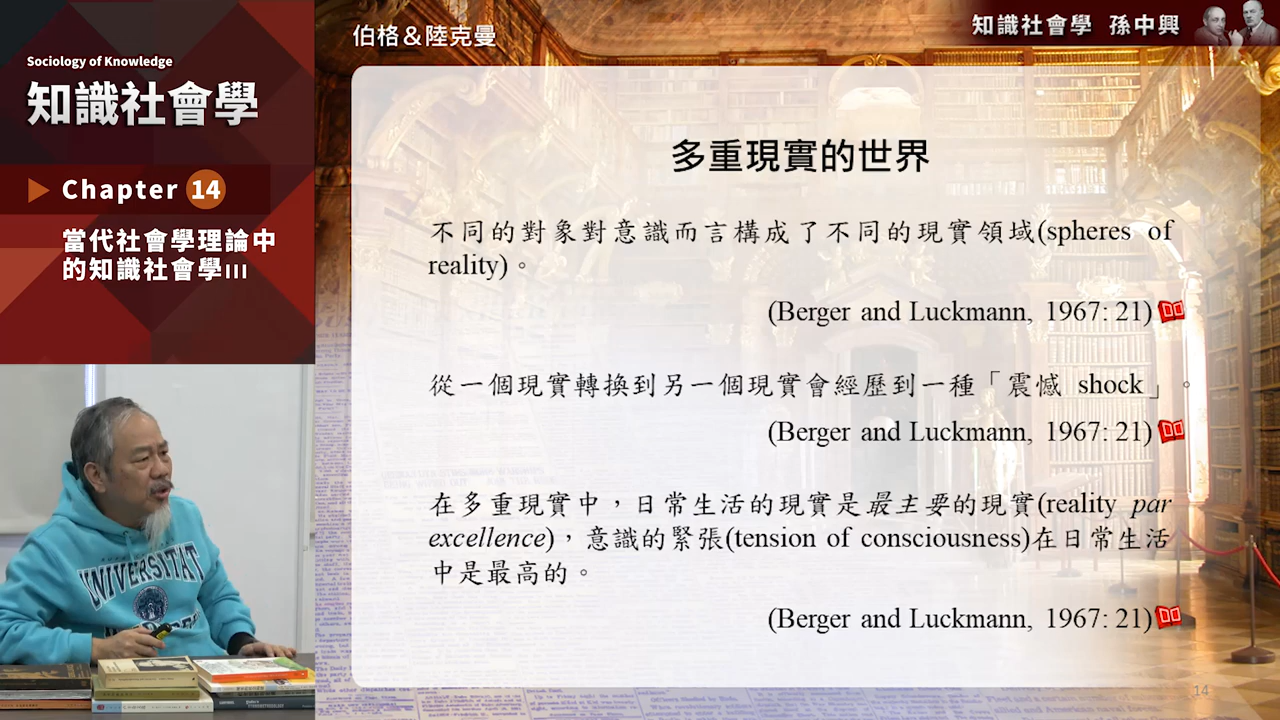 Sociology of Knowledge
知識社會學
Chapter 14
當代社會學理論中
的知識社會學III
伯格＆陸克曼
知識社會學 孫中興
多重現實的世界
不同的對象對意識而言構成了不同的現實領域(spheres of
reality)。
(Berger and Luckmann, 1967: 21)
從一個現實轉換到另一個現實會經歷到一種「震憾 shock」。
(Berger and Luckmann, 1967: 21)
在多重現實中，日常生活的現實是最主要的現實(reality par
excellence)，意識的緊張(tension of consciousness)在日常生活
中是最高的。
(Berger and Luckmann, 1967: 21)
14
UNIVERSITAT